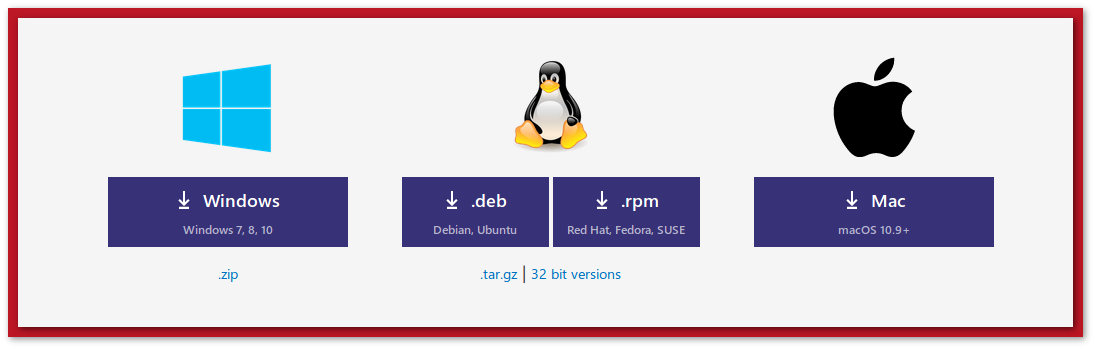 Windows
Windows 7, 8, 10
.zip
.deb
Debian, Ubuntu
.rpm
Red Hat, Fedora, SUSE
.tar.gz | 32 bit versions
Mac
macOS 10.9+